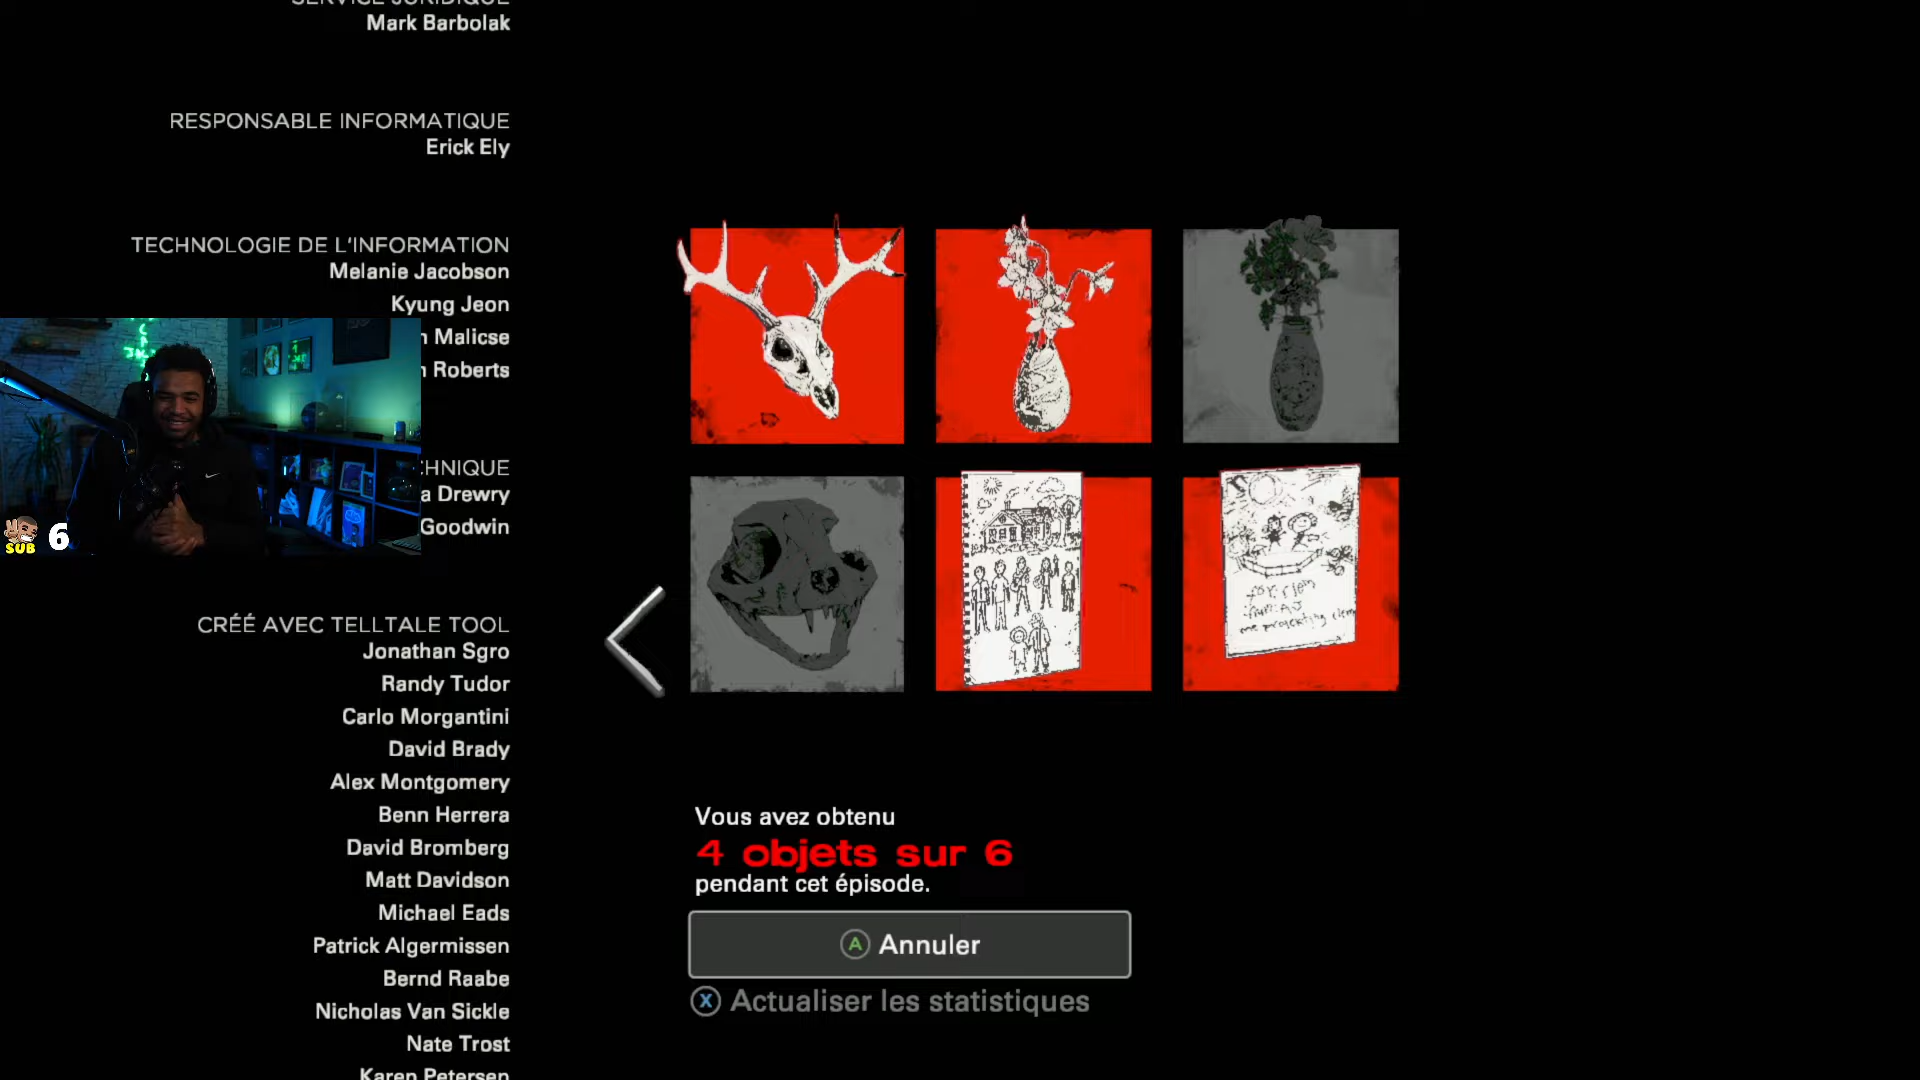 SERVICE JURIDIQUE
Mark Barbolak
RESPONSABLE INFORMATIQUE
Erick Ely
TECHNOLOGIE DE L'INFORMATION
Melanie Jacobson
Kyung Jeon
Malicse
Roberts
CHNIQUE
Drewry
Goodwin
SUB 6
CRÉÉ AVEC TELLTALE TOOL
Jonathan Sgro
Randy Tudor
Carlo Morgantini
David Brady
Alex Montgomery
Benn Herrera
David Bromberg
Matt Davidson
Michael Eads
Patrick Algermissen
Bernd Raabe
Nicholas Van Sickle
Nate Trost
Karen Petersen
Vous avez obtenu
4 objets sur 6
pendant cet épisode.
A Annuler
X Actualiser les statistiques